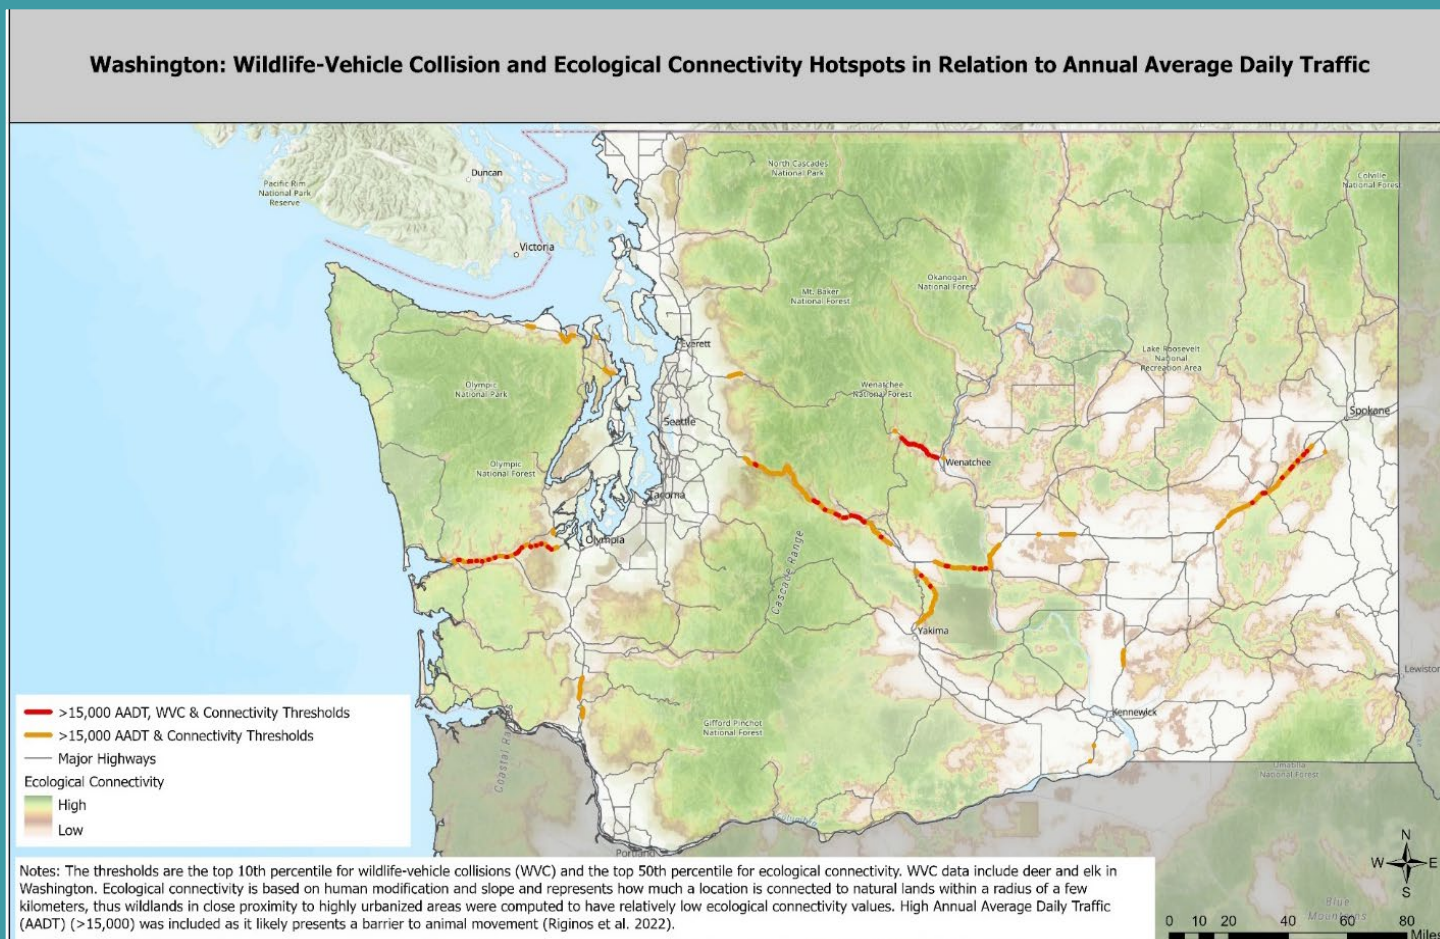 Washington: Wildlife-Vehicle Collision and Ecological Connectivity Hotspots in Relation to Annual Average Daily Traffic
Duncan
Pacific Rim
National Park
Reserve
Victoria
North Cascades
National Park
Colville
National Forest
Okanogan
National Forest
Mt. Baker
National Forest
Everett
Lake Roosevelt
National
Recreation Area
Olympic
National Park
Wenatchee
National Forest
Spokane
Seattle
Wenatchee
Olympic
National Forest
Tacoma
Olympia
Cascade Range
Yakima
Lewiston
Kennewick
Gifford Pinchot
National Forest
Coastal Ran
Umatilla
National Forest
Columbia
Portland
>15,000 AADT, WVC & Connectivity Thresholds
>15,000 AADT & Connectivity Thresholds
Major Highways
Ecological Connectivity
High
Low
Notes: The thresholds are the top 10th percentile for wildlife-vehicle collisions (WVC) and the top 50th percentile for ecological connectivity. WVC data include deer and elk in
Washington. Ecological connectivity is based on human modification and slope and represents how much a location is connected to natural lands within a radius of a few
kilometers, thus wildlands in close proximity to highly urbanized areas were computed to have relatively low ecological connectivity values. High Annual Average Daily Traffic
(AADT) (>15,000) was included as it likely presents a barrier to animal movement (Riginos et al. 2022).
N
W E
S
Blue
Mountains
0 10 20 40 60 80
Miles